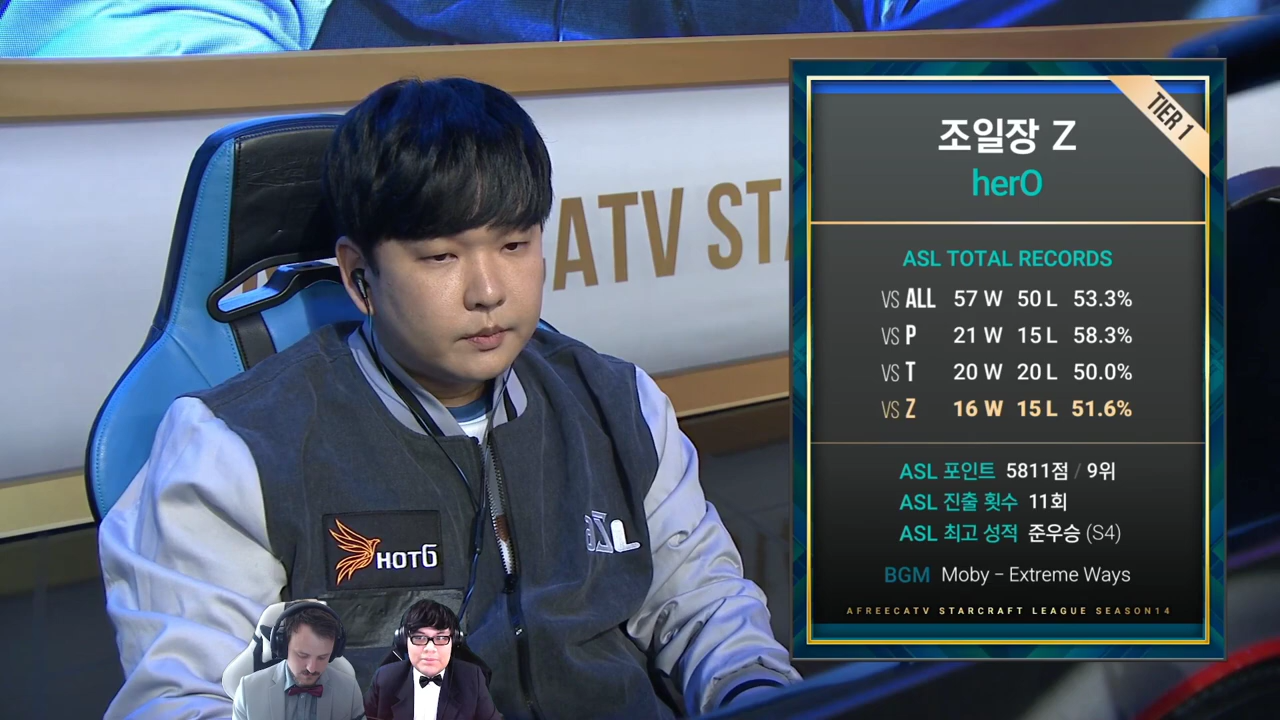 TIER 1
조일장 Z
herO
ATV STA
ASL TOTAL RECORDS
VS ALL 57 W 50 L 53.3%
VS P 21 W 15 L 58.3%
VS T 20 W 20 L 50.0%
VS Z 16 W 15 L 51.6%
ASL 포인트 5811점 / 9위
ASL 진출 횟수 11회
ASL 최고 성적 준우승 (S4)
BGM Moby – Extreme Ways
AFREECATV STARCRAFT LEAGUE SEASON14
HOT6
ASL